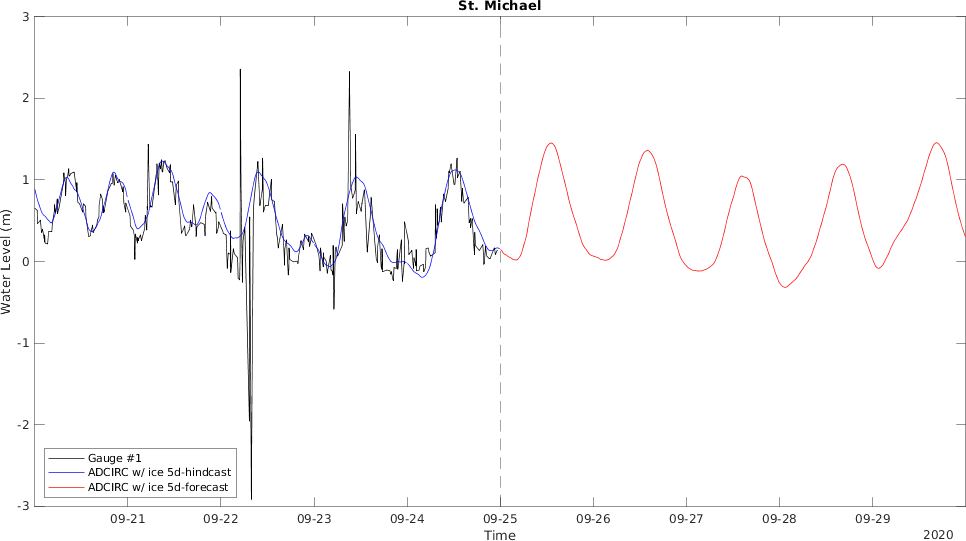 St. Michael
3
2
1
0
-1
-2
-3
Water Level (m)
Gauge #1
ADCIRC w/ ice 5d-hindcast
ADCIRC w/ ice 5d-forecast
09-21 09-22 09-23 09-24 09-25 09-26 09-27 09-28 09-29
Time
2020